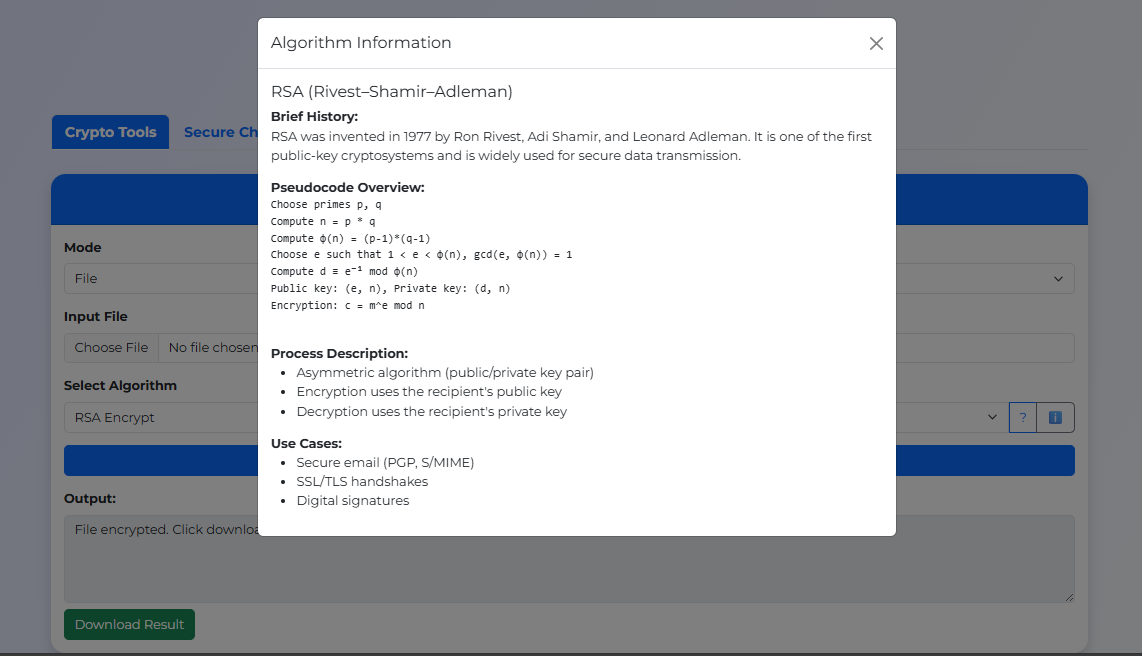 Algorithm Information
RSA (Rivest–Shamir–Adleman)
Brief History:
RSA was invented in 1977 by Ron Rivest, Adi Shamir, and Leonard Adleman. It is one of the first
public-key cryptosystems and is widely used for secure data transmission.
Pseudocode Overview:
Choose primes p, q
Compute n = p * q
Compute φ(n) = (p-1)*(q-1)
Choose e such that 1 < e < φ(n), gcd(e, φ(n)) = 1
Compute d ≡ e⁻¹ mod φ(n)
Public key: (e, n), Private key: (d, n)
Encryption: c = m^e mod n
Process Description:
• Asymmetric algorithm (public/private key pair)
• Encryption uses the recipient's public key
• Decryption uses the recipient's private key
Use Cases:
• Secure email (PGP, S/MIME)
• SSL/TLS handshakes
• Digital signatures
Crypto Tools
Secure
Mode
File
Input File
Choose File No file chosen
Select Algorithm
RSA Encrypt
?
Output:
File encrypted. Click
Download Result